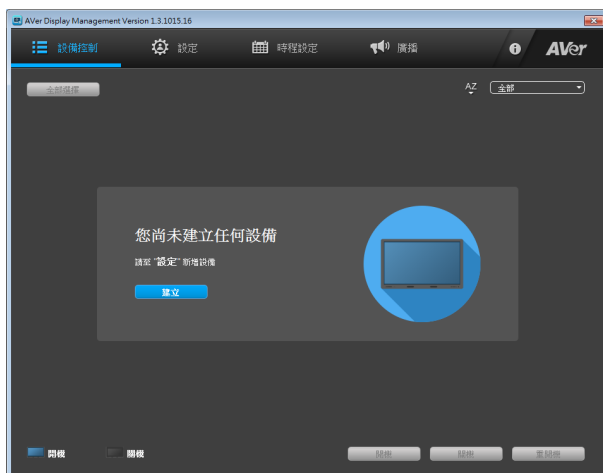 AVer Display Management Version 1.3.1015.16
設備控制 設定 時程設定 廣播 AVer
全部選擇 AZ 全部
您尚未建立任何設備
請至 "設定" 新增設備
建立
開機 關機 開機 關機 重開機